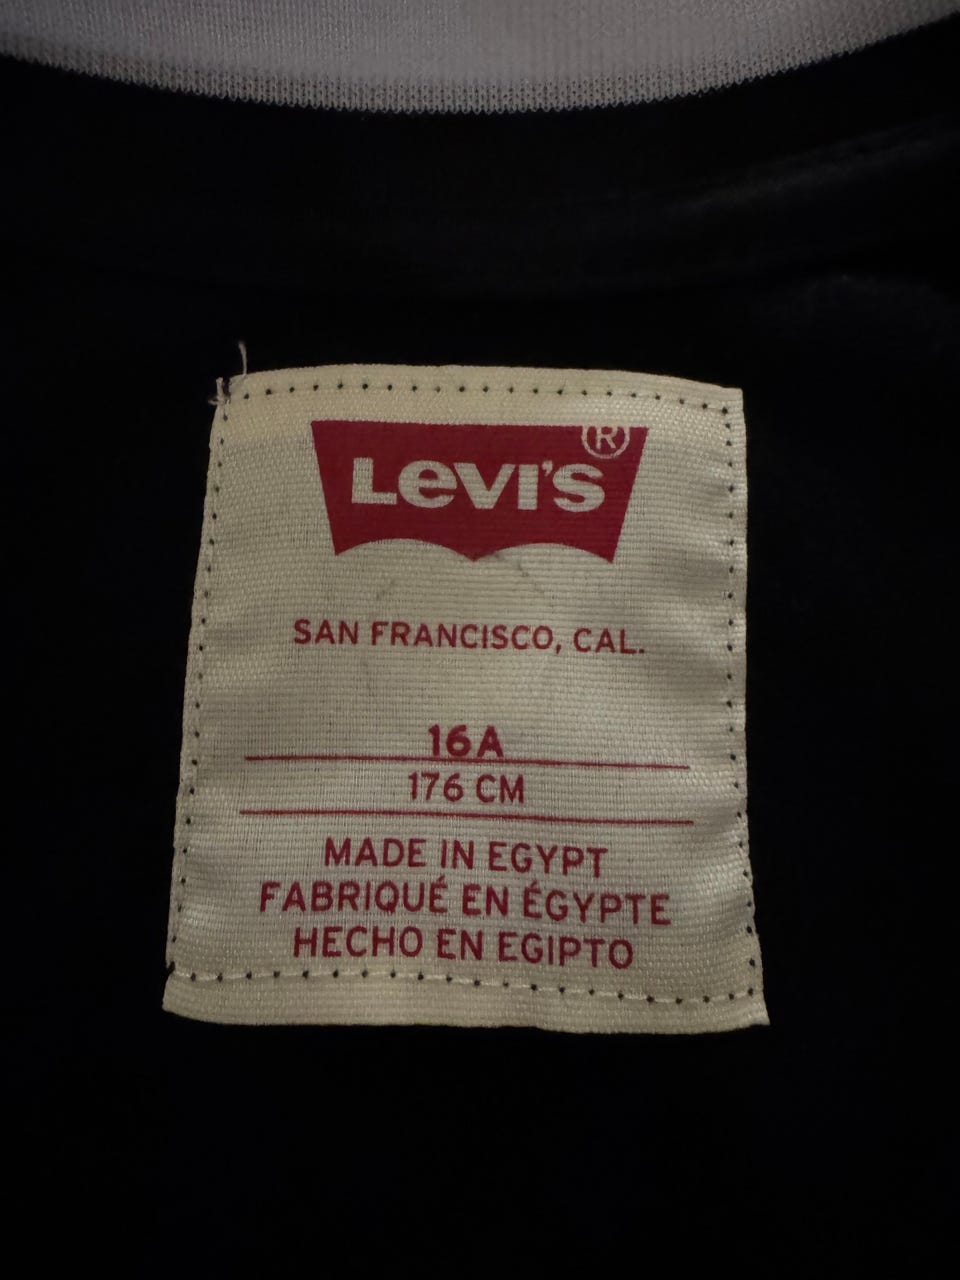 Levi's®
SAN FRANCISCO, CAL.
16A
176 CM
MADE IN EGYPT
FABRIQUÉ EN ÉGYPTE
HECHO EN EGIPTO